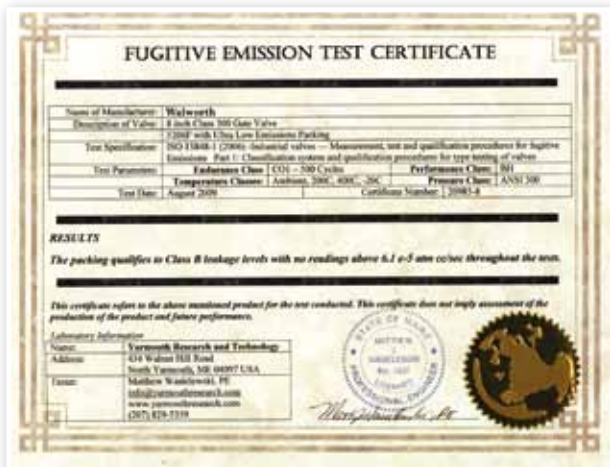 FUGITIVE EMISSION TEST CERTIFICATE
Name of Manufacturer: Walworth
Description of Valve: 8 inch Class 300 Gate Valve
with Ultra Low Emissions Packing
Test Specification: ISO 15848-1 (2006) -Industrial valves — Measurement, test and qualification procedures for fugitive
Emissions Part 1: Classification system and qualification procedures for type testing of valves
Test Parameters: Endurance Class: CO1 – 500 Cycles Performance Class: BH
Temperature Classes: Ambient, 200C, 400C, -20C Pressure Class: ANSI 300
Test Date: August 2009 Certificate Number:
RESULTS
The packing qualifies to Class B leakage levels with no readings above 6.1 e-5 atm cc/sec throughout the tests.
This certificate refers to the above mentioned product for the test conducted. This certificate does not imply assessment of the
production of the product and future performance.
Laboratory Information
Name: Yarmouth Research and Technology
Address: 434 Walnut Hill Road
North Yarmouth, ME 04097 USA
Matthew Wasielewski, PE
info@yarmouthresearch.com
www.yarmouthresearch.com
(207) 829-5359
STATE OF MAINE
MATTHEW
J.
WASIELEWSKI
LICENSED
PROFESSIONAL ENGINEER